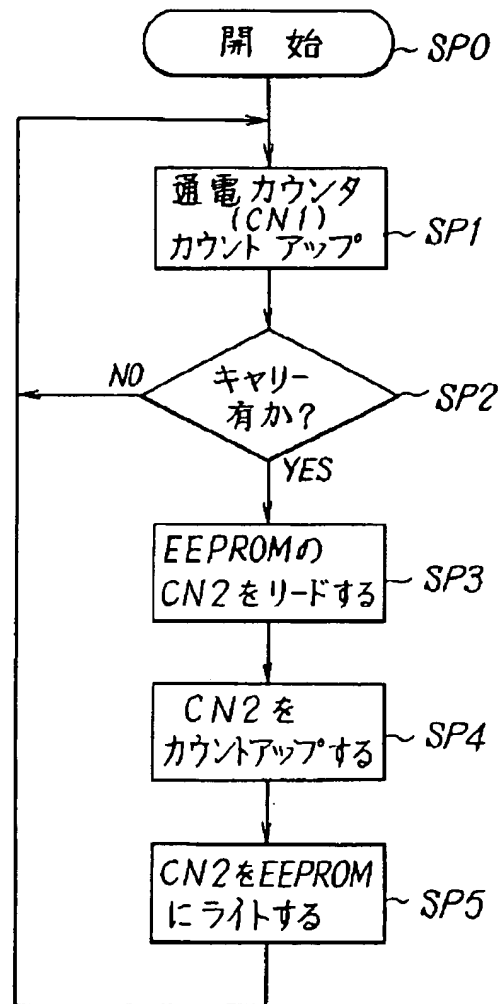 開始
SP0
通電カウンタ
(CN1)
カウントアップ
SP1
NO
キャリー
有か?
SP2
YES
EEPROMの
CN2をリードする
SP3
CN2を
カウントアップする
SP4
CN2をEEPROM
にライトする
SP5